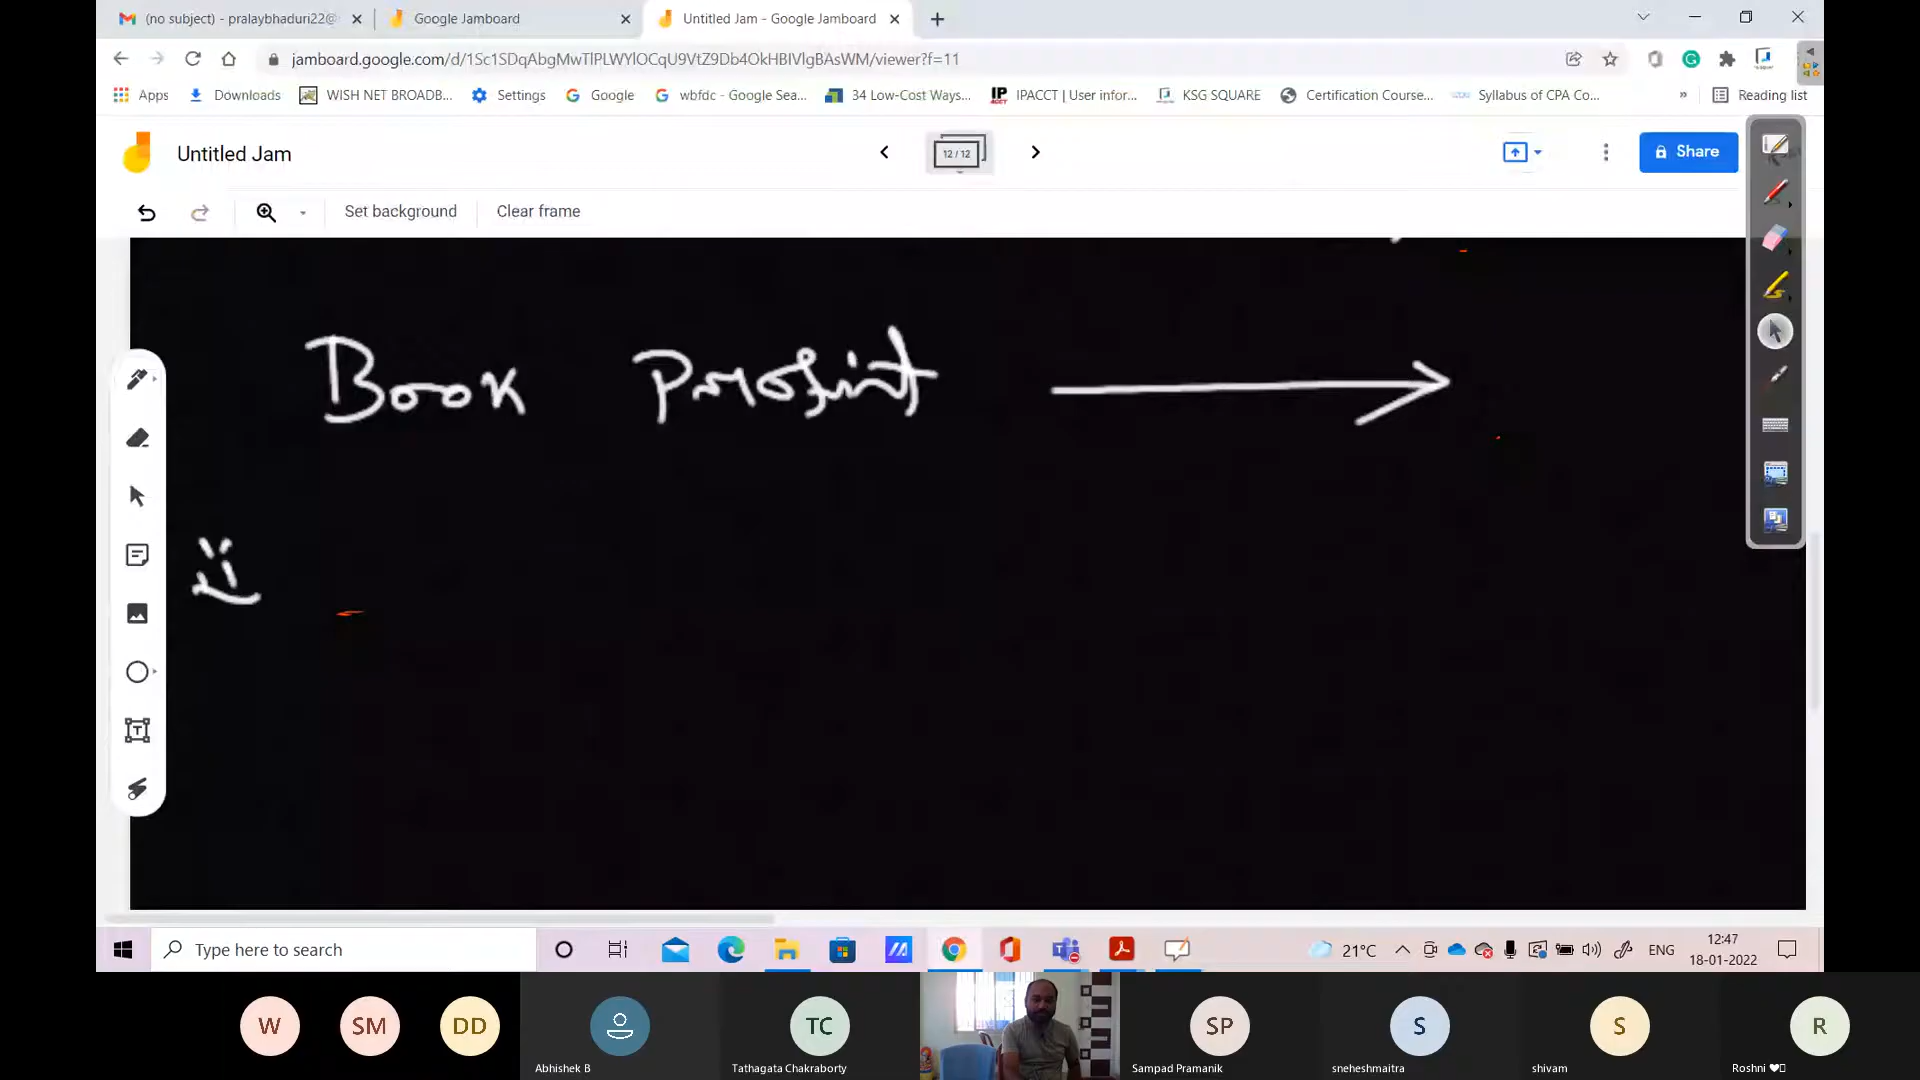 (no subject) - pralaybhaduri22@
Google Jamboard
Untitled Jam - Google Jamboard
jamboard.google.com/d/1Sc1SDqAbgMwTlPLWYlOCqU9VtZ9Db4OkHBIVlgBAsWM/viewer?f=11
Apps
Downloads
WISH NET BROADB...
Settings
Google
wbfdc - Google Sea...
34 Low-Cost Ways...
IPACCT | User infor...
KSG SQUARE
Certification Course...
Syllabus of CPA Co...
»
Reading list
Untitled Jam
12 / 12
Share
Set background
Clear frame
Book Profit
Type here to search
21°C
ENG
12:47
18-01-2022
W
SM
DD
TC
SP
S
S
R
Abhishek B
Tathagata Chakraborty
Sampad Pramanik
sneheshmaitra
shivam
Roshni